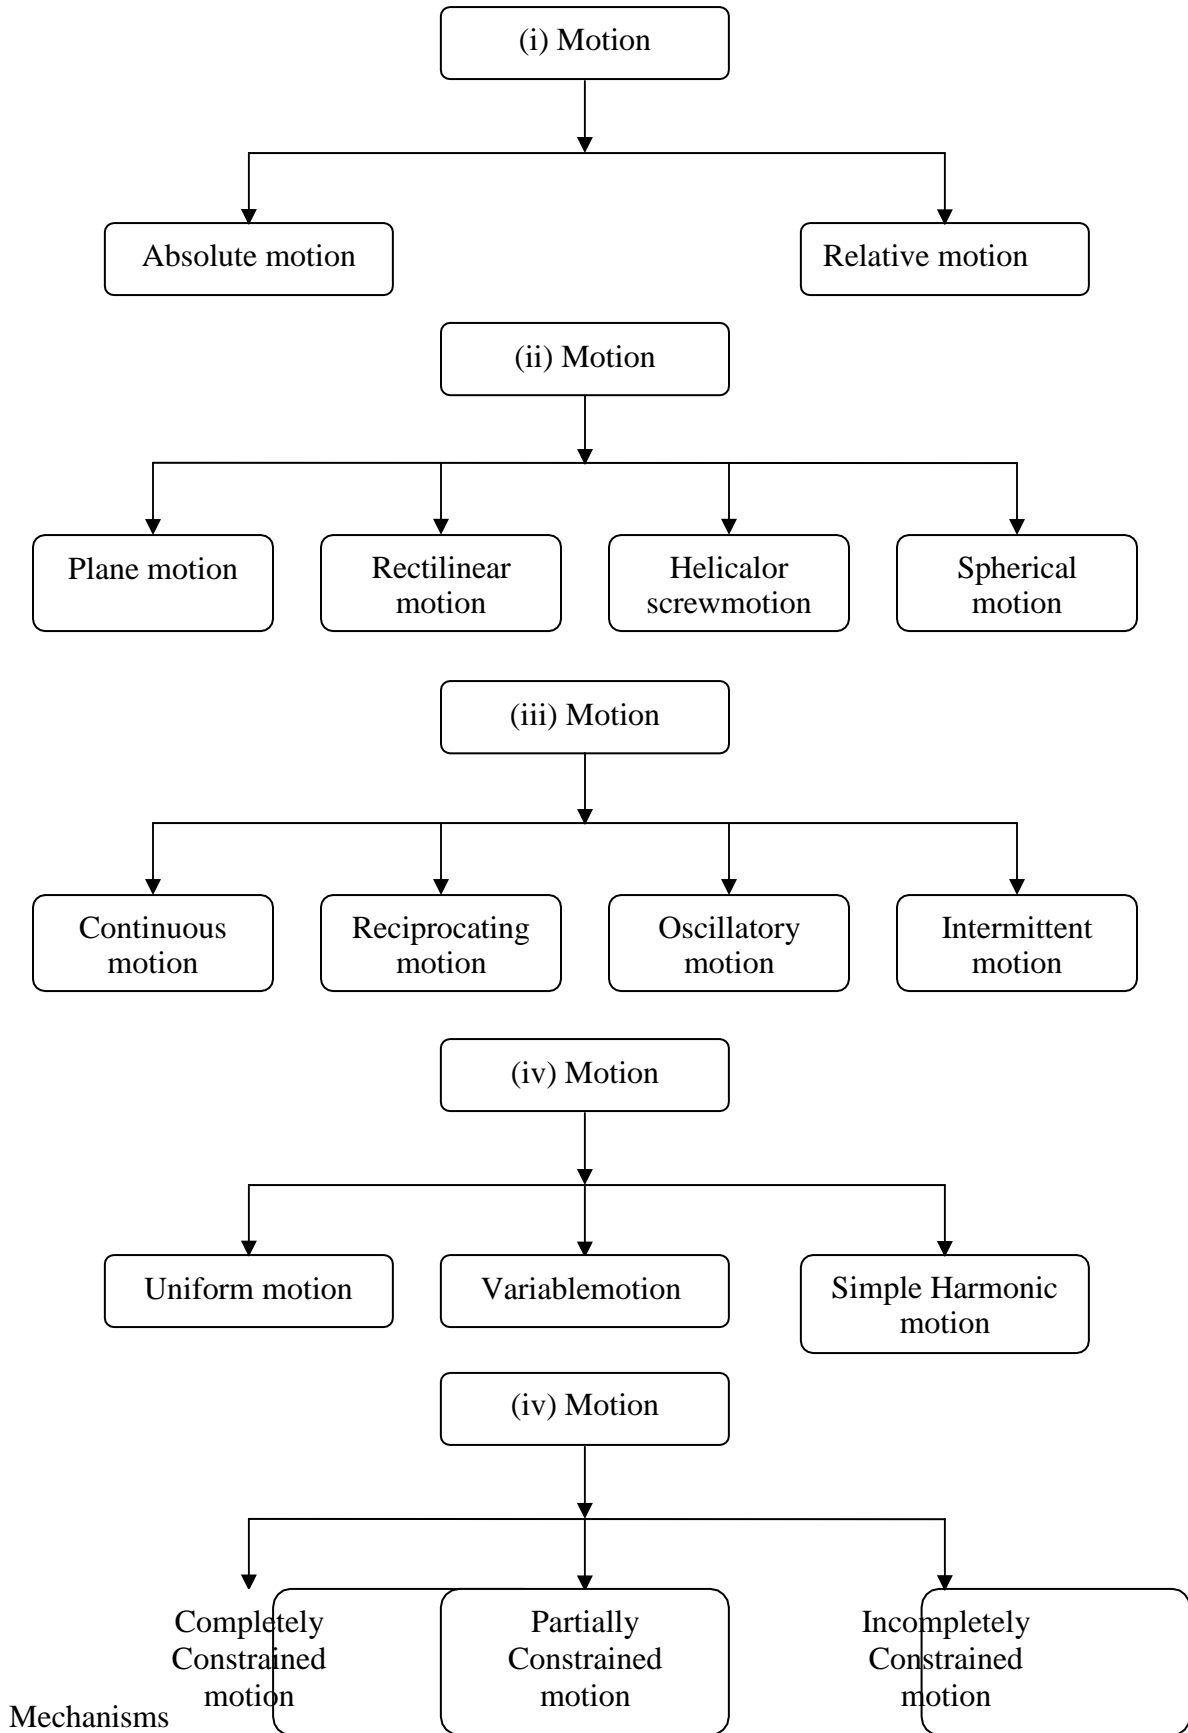 (i) Motion
Absolute motion
Relative motion
(ii) Motion
Plane motion
Rectilinear
motion
Helicalor
screwmotion
Spherical
motion
(iii) Motion
Continuous
motion
Reciprocating
motion
Oscillatory
motion
Intermittent
motion
(iv) Motion
Uniform motion
Variablemotion
Simple Harmonic
motion
(iv) Motion
Completely
Constrained
motion
Partially
Constrained
motion
Incompletely
Constrained
motion
Mechanisms